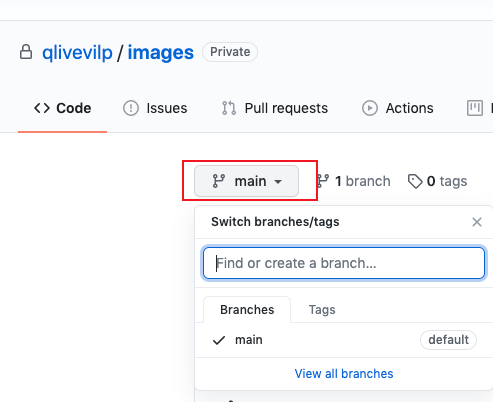 qlivevilp / images Private
Code Issues Pull requests Actions
main 1 branch 0 tags
Switch branches/tags
Find or create a branch...
Branches Tags
main default
View all branches